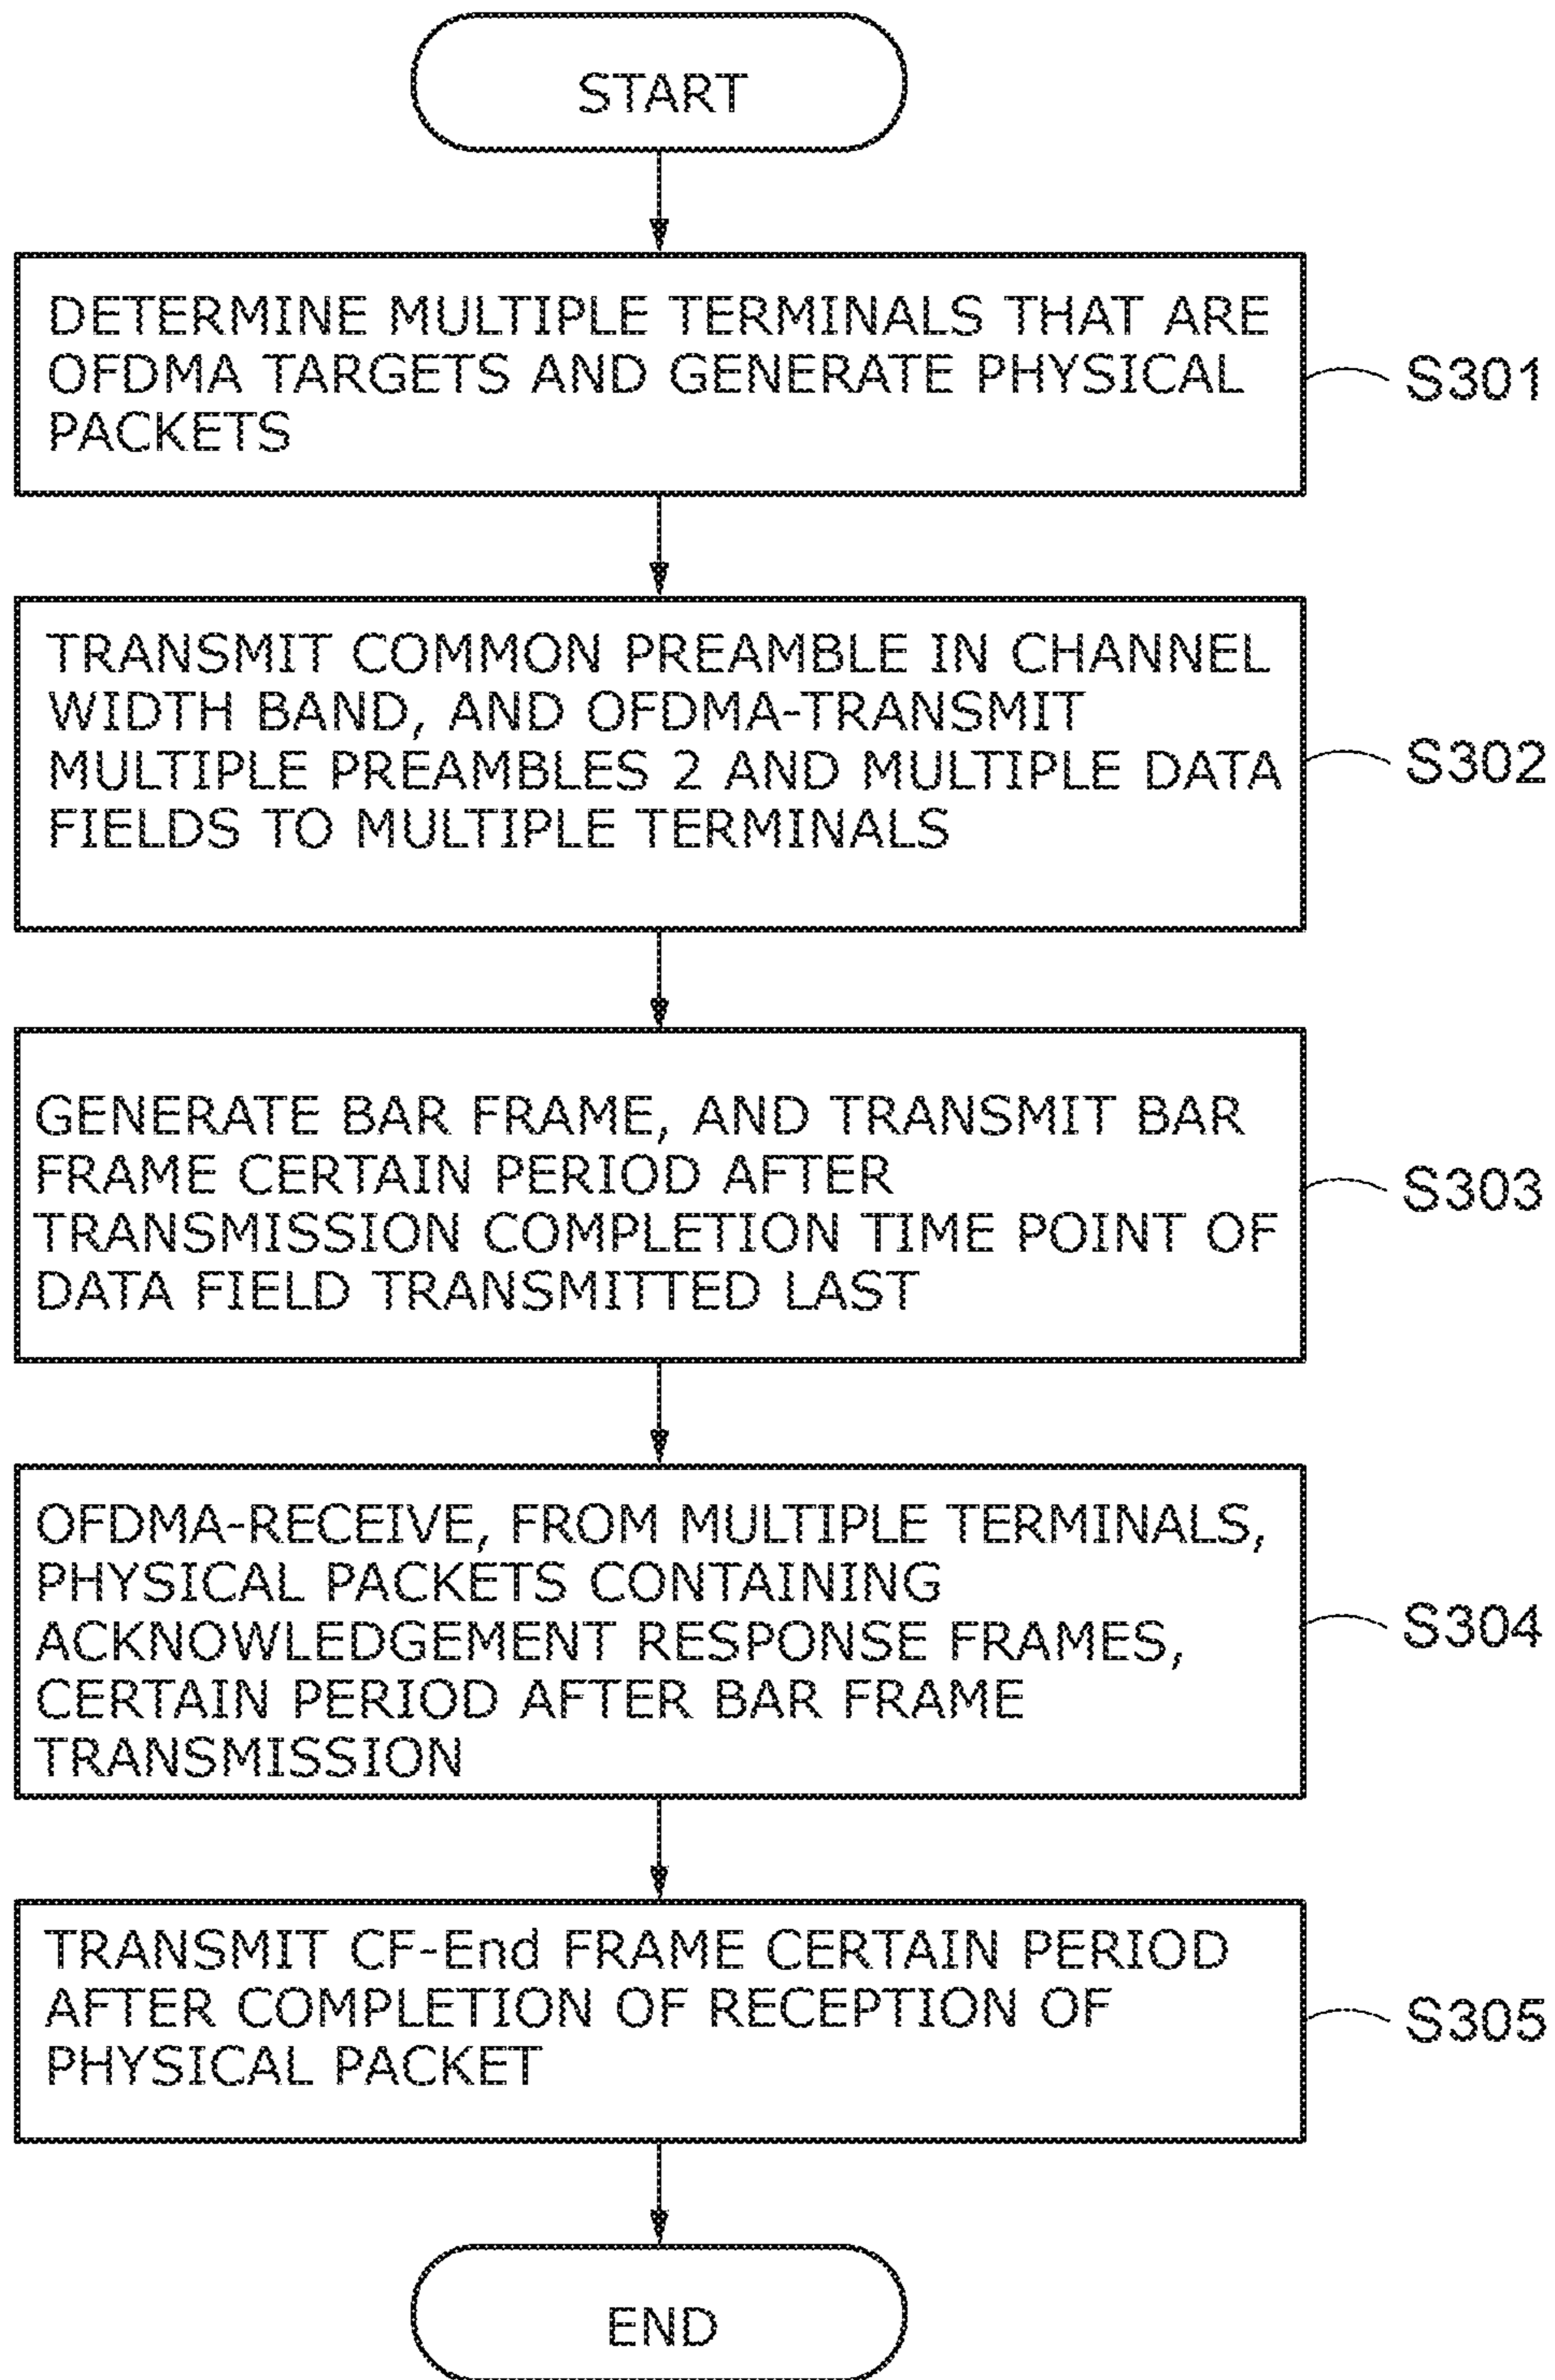 START
DETERMINE MULTIPLE TERMINALS THAT ARE
OFDMA TARGETS AND GENERATE PHYSICAL
PACKETS
S301
TRANSMIT COMMON PREAMBLE IN CHANNEL
WIDTH BAND, AND OFDMA-TRANSMIT
MULTIPLE PREAMBLES 2 AND MULTIPLE DATA
FIELDS TO MULTIPLE TERMINALS
S302
GENERATE BAR FRAME, AND TRANSMIT BAR
FRAME CERTAIN PERIOD AFTER
TRANSMISSION COMPLETION TIME POINT OF
DATA FIELD TRANSMITTED LAST
S303
OFDMA-RECEIVE, FROM MULTIPLE TERMINALS,
PHYSICAL PACKETS CONTAINING
ACKNOWLEDGEMENT RESPONSE FRAMES,
CERTAIN PERIOD AFTER BAR FRAME
TRANSMISSION
S304
TRANSMIT CF-End FRAME CERTAIN PERIOD
AFTER COMPLETION OF RECEPTION OF
PHYSICAL PACKET
S305
END